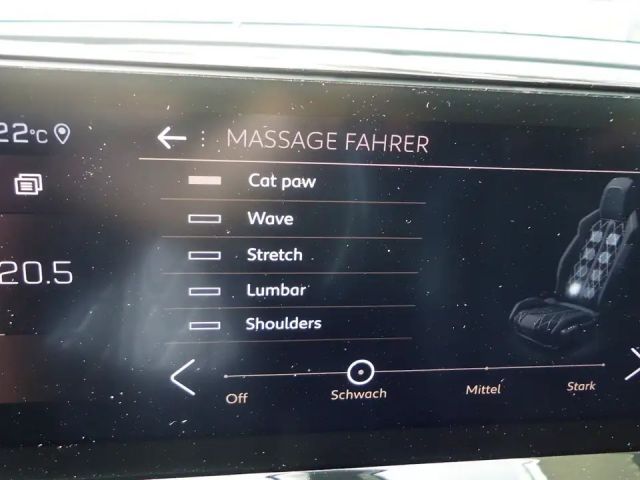 22°C
MASSAGE FAHRER
Cat paw
Wave
20.5
Stretch
Lumbar
Shoulders
Off Schwach Mittel Stark